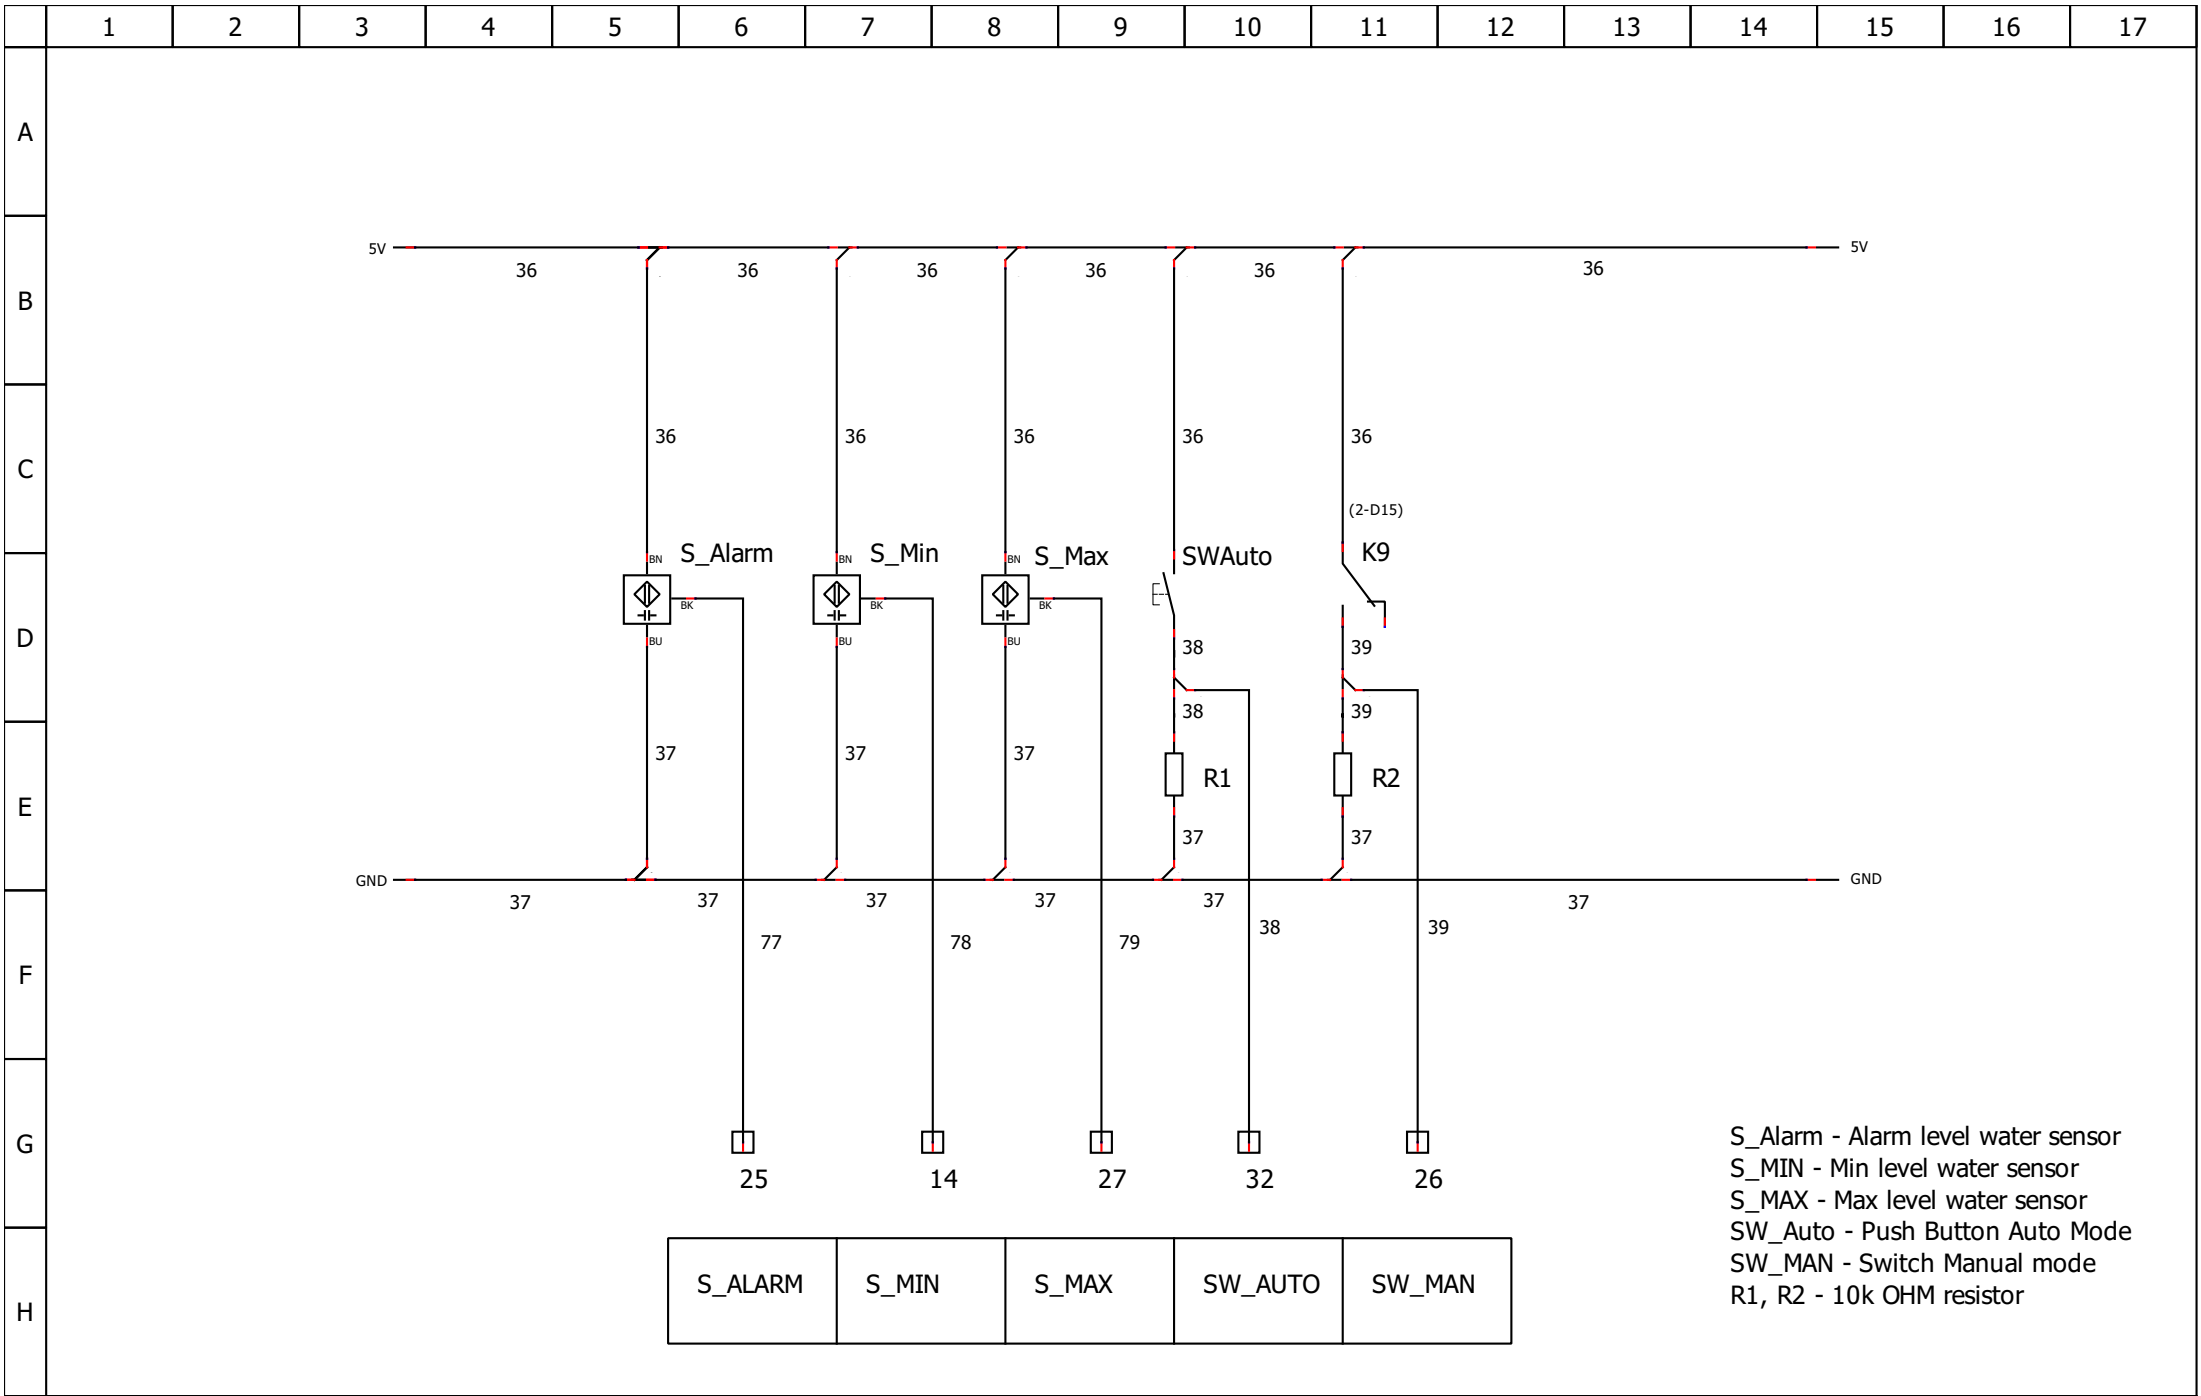 1 2 3 4 5 6 7 8 9 10 11 12 13 14 15 16 17
A
5V 5V
36 36 36 36 36 36
B
36 36 36 36 36
C
(2-D15)
S_Alarm S_Min S_Max SWAuto K9
BN BN BN
BK BK BK
D
BU BU BU
38 39
38 39
37 37 37
R1 R2
E
37 37
GND GND
37 37 37 37 37 37
77 78 79 38 39
F
G
25 14 27 32 26
S_Alarm - Alarm level water sensor
S_MIN - Min level water sensor
S_MAX - Max level water sensor
SW_Auto - Push Button Auto Mode
SW_MAN - Switch Manual mode
R1, R2 - 10k OHM resistor
S_ALARM S_MIN S_MAX SW_AUTO SW_MAN
H